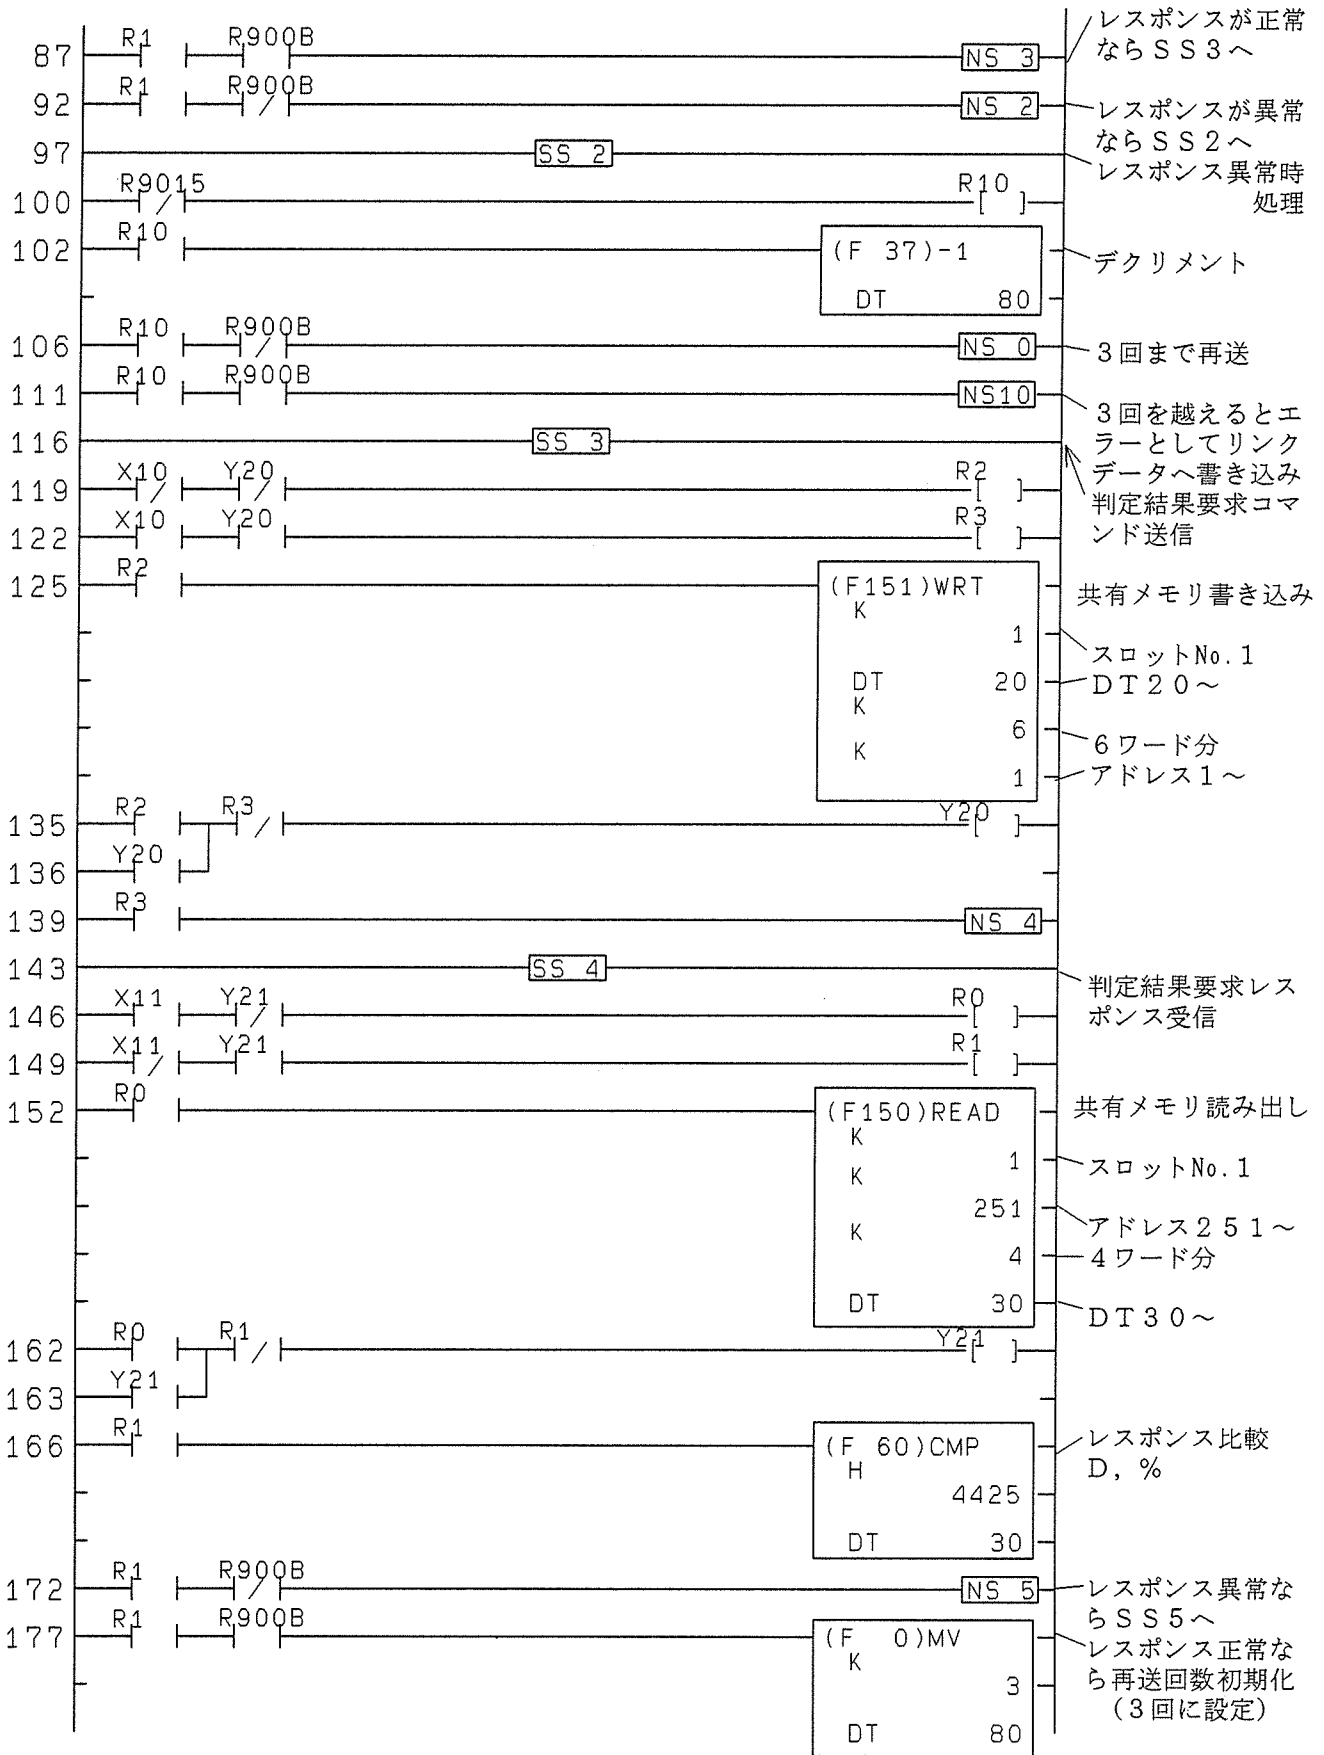 R1 R900B レスポンスが正常
87 NS 3 ならSS3へ
R1 R900B
92 NS 2 レスポンスが異常
ならSS2へ
97 SS 2
R9015 R10 レスポンス異常時
100 [ ] 処理
R10
102 (F 37)-1 デクリメント
DT 80
R10 R900B
106 NS 0 3回まで再送
R10 R900B
111 NS10 3回を越えるとエ
116 SS 3 ラーとしてリンク
X10 Y20 R2 データへ書き込み
119 [ ] 判定結果要求コマ
X10 Y20 R3 ンド送信
122 [ ]
R2
125 (F151)WRT 共有メモリ書き込み
K
1 スロットNo.1
DT 20 DT20~
K
6 6ワード分
K
1 アドレス1~
R2 R3 Y20
135 [ ]
Y20
136
R3
139 NS 4
143 SS 4 判定結果要求レス
X11 Y21 R0 ポンス受信
146 [ ]
X11 Y21 R1
149 [ ]
R0
152 (F150)READ 共有メモリ読み出し
K
1 スロットNo.1
K
251 アドレス251~
K
4 4ワード分
DT 30 DT30~
R0 R1 Y21
162 [ ]
Y21
163
R1
166 (F 60)CMP レスポンス比較
H D,%
4425
DT 30
R1 R900B
172 NS 5 レスポンス異常な
らSS5へ
R1 R900B
177 (F 0)MV レスポンス正常な
K
3 ら再送回数初期化
(3回に設定)
DT 80